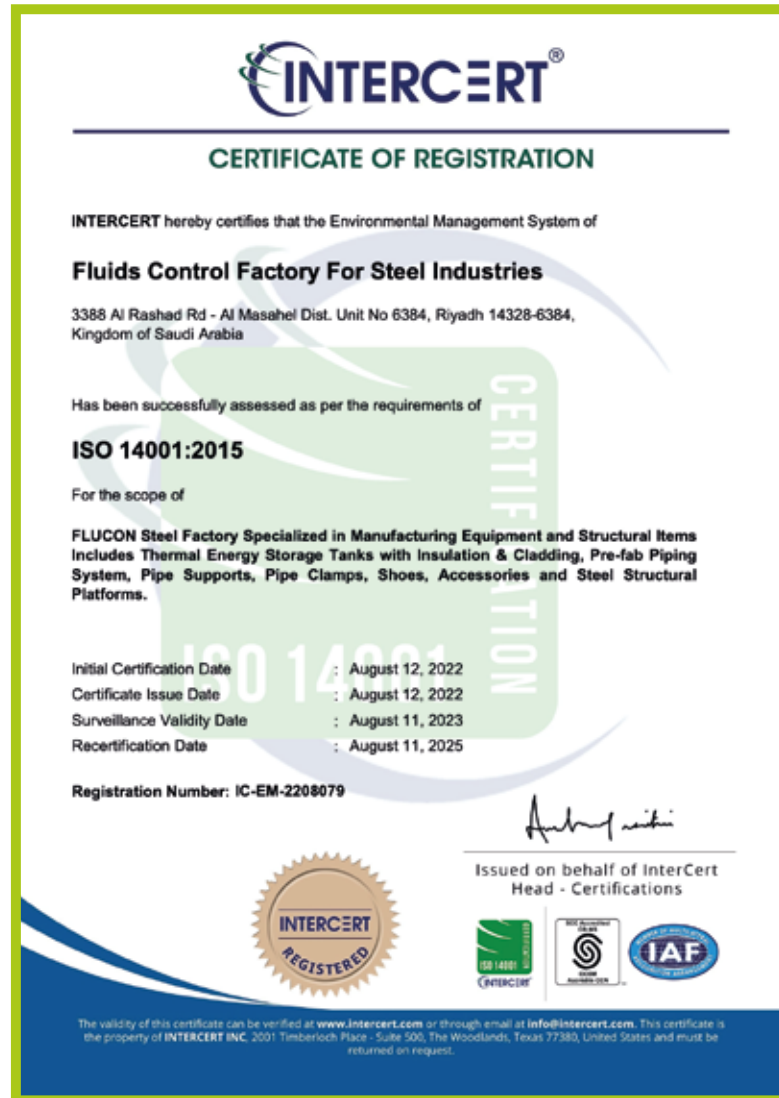 INTERCERT®
CERTIFICATE OF REGISTRATION
INTERCERT hereby certifies that the Environmental Management System of
Fluids Control Factory For Steel Industries
3388 Al Rashad Rd - Al Masahel Dist. Unit No 6384, Riyadh 14328-6384,
Kingdom of Saudi Arabia
Has been successfully assessed as per the requirements of
ISO 14001:2015
For the scope of
FLUCON Steel Factory Specialized in Manufacturing Equipment and Structural Items
Includes Thermal Energy Storage Tanks with Insulation & Cladding, Pre-fab Piping
System, Pipe Supports, Pipe Clamps, Shoes, Accessories and Steel Structural
Platforms.
CERTIFICATION
ISO 14001
Initial Certification Date : August 12, 2022
Certificate Issue Date : August 12, 2022
Surveillance Validity Date : August 11, 2023
Recertification Date : August 11, 2025
Registration Number: IC-EM-2208079
Issued on behalf of InterCert
Head - Certifications
INTERCERT
REGISTERED
ISO 14001
CERTIFICATION
INTERCERT
SCC Accredited
IAF
The validity of this certificate can be verified at www.intercert.com or through email at info@intercert.com. This certificate is
the property of INTERCERT INC, 2001 Timberloch Place - Suite 500, The Woodlands, Texas 77380, United States and must be
returned on request.